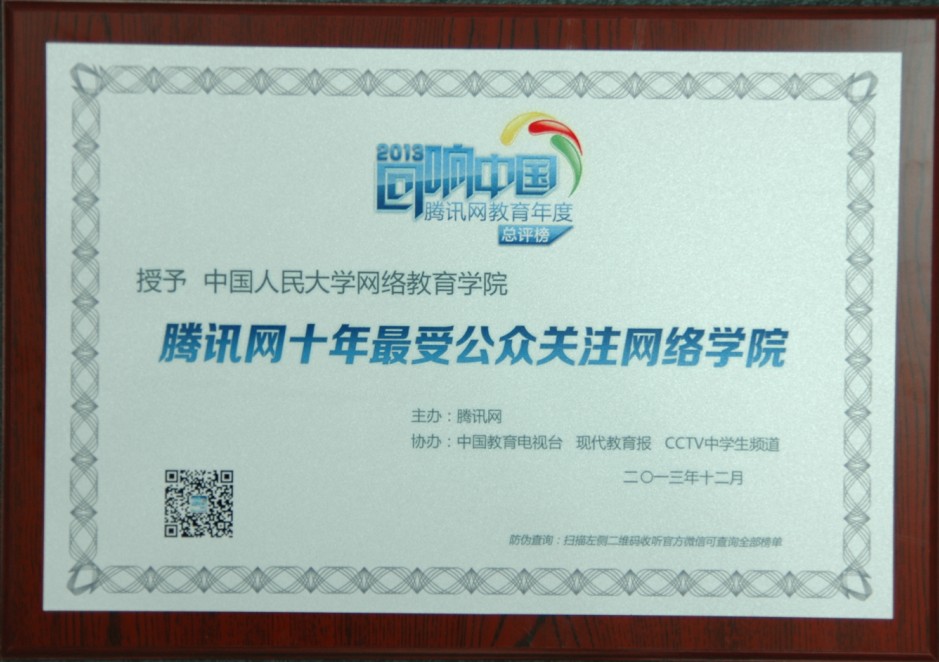 2013
回响中国
腾讯网教育年度
总评榜
授予 中国人民大学网络教育学院
腾讯网十年最受公众关注网络学院
主办：腾讯网
协办：中国教育电视台 现代教育报 CCTV中学生频道
二〇一三年十二月
防伪查询：扫描左侧二维码收听官方微信可查询全部榜单